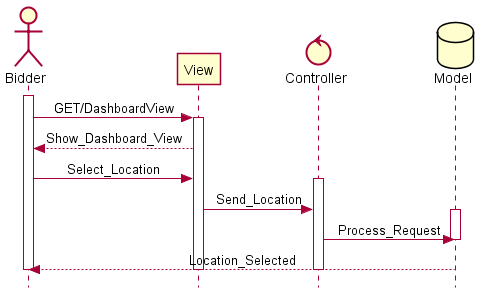 Bidder
View
Controller
Model
GET/DashboardView
Show_Dashboard_View
Select_Location
Send_Location
Process_Request
Location_Selected